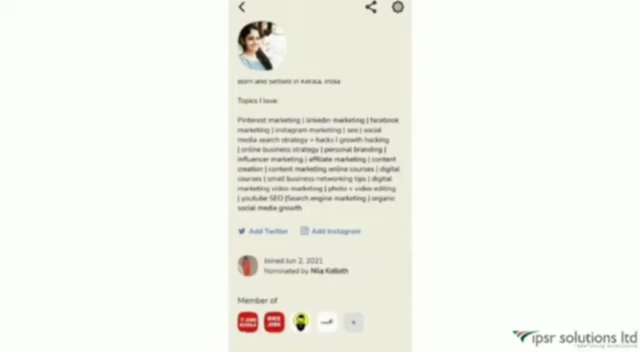 Born and Settled in Kerala, India
Topics I love:
Pinterest marketing | linkedin marketing | facebook
marketing | instagram marketing | seo | social
media search strategy + hacks | growth hacking
| online business strategy | personal branding |
influencer marketing | affiliate marketing | content
creation | content marketing online courses | digital
courses | small business networking tips | digital
marketing video marketing | photo + video editing
| youtube SEO |Search engine marketing | organic
social media growth
Add Twitter
Add Instagram
Joined Jun 2, 2021
Nominated by Nila Kolloth
Member of
ipsr solutions ltd